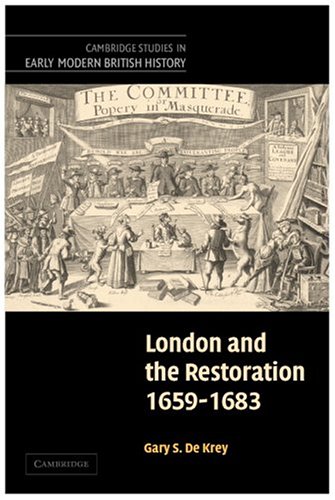 CAMBRIDGE STUDIES IN
EARLY MODERN BRITISH HISTORY
THE COMMITTEE,
or
Popery in Masquerade
London and
the Restoration
1659–1683
Gary S. De Krey
CAMBRIDGE